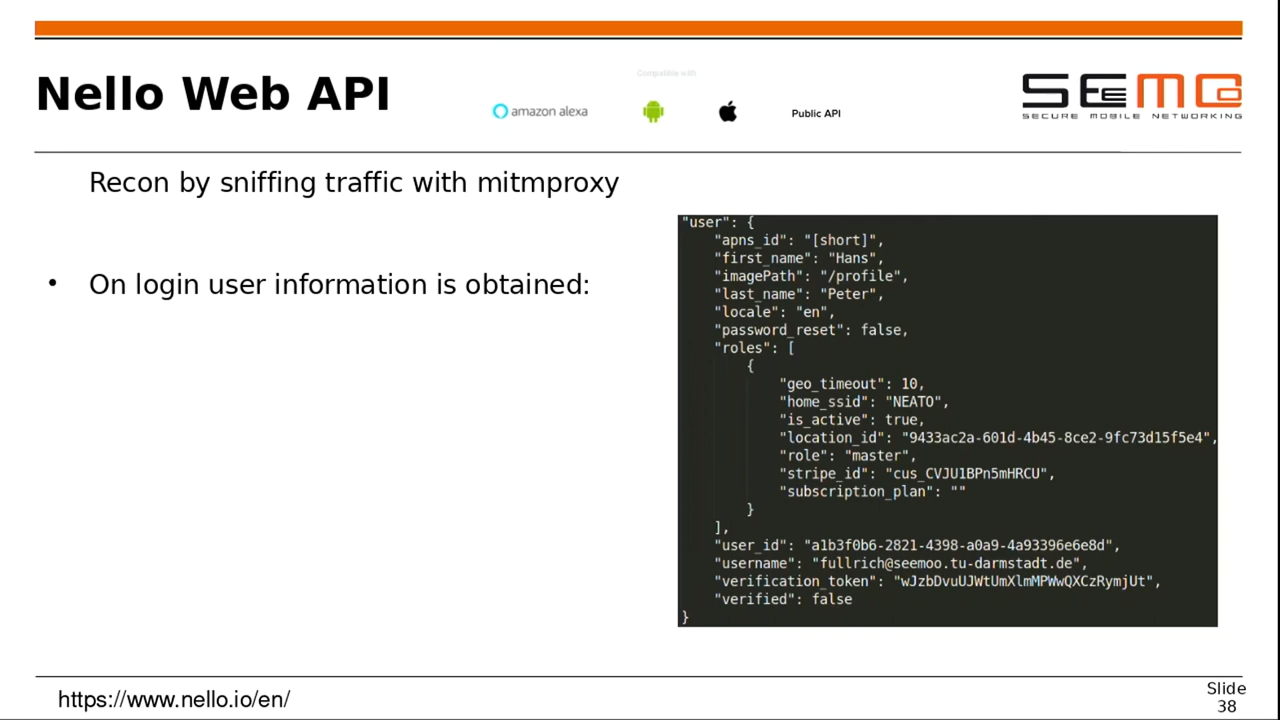 Nello Web API
Compatible with
amazon alexa
Public API
SEEMOO
SECURE MOBILE NETWORKING
Recon by sniffing traffic with mitmproxy
• On login user information is obtained:
"user": {
"apns_id": "[short]",
"first_name": "Hans",
"imagePath": "/profile",
"last_name": "Peter",
"locale": "en",
"password_reset": false,
"roles": [
{
"geo_timeout": 10,
"home_ssid": "NEATO",
"is_active": true,
"location_id": "9433ac2a-601d-4b45-8ce2-9fc73d15f5e4",
"role": "master",
"stripe_id": "cus_CVJU1BPn5mHRCU",
"subscription_plan": ""
}
],
"user_id": "a1b3f0b6-2821-4398-a0a9-4a93396e6e8d",
"username": "fullrich@seemoo.tu-darmstadt.de",
"verification_token": "wJzbDvuUJWtUmXlmMPWwQXCzRymjUt",
"verified": false
}
https://www.nello.io/en/
Slide
38